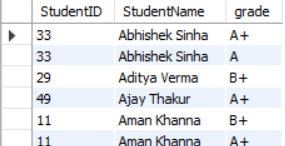 StudentID StudentName grade
33 Abhishek Sinha A+
33 Abhishek Sinha A
29 Aditya Verma B+
49 Ajay Thakur A+
11 Aman Khanna B+
11 Aman Khanna A+